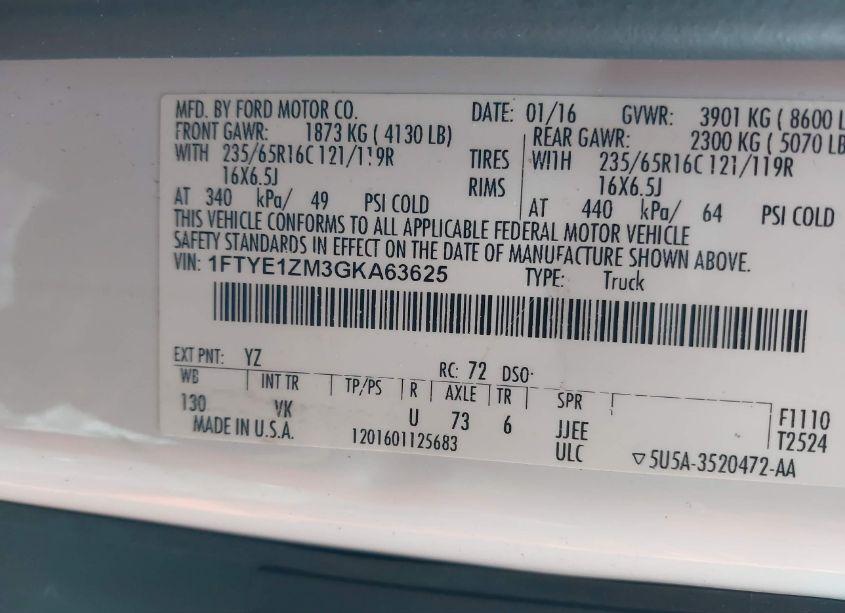 MFD. BY FORD MOTOR CO. DATE: 01/16 GVWR: 3901 KG ( 8600 L
FRONT GAWR: 1873 KG ( 4130 LB) REAR GAWR: 2300 KG ( 5070 LB
WITH 235/65R16C 121/119R TIRES WITH 235/65R16C 121/119R
16X6.5J RIMS 16X6.5J
AT 340 kPa/ 49 PSI COLD AT 440 kPa/ 64 PSI COLD
THIS VEHICLE CONFORMS TO ALL APPLICABLE FEDERAL MOTOR VEHICLE
SAFETY STANDARDS IN EFFECT ON THE DATE OF MANUFACTURE SHOWN ABOVE.
VIN: 1FTYE1ZM3GKA63625 TYPE: Truck
EXT PNT: YZ RC: 72 DSO:
WB INT TR TP/PS R AXLE TR SPR
130 VK U 73 6 JJEE F1110
MADE IN U.S.A. 1201601125683 ULC T2524
▽5U5A-3520472-AA